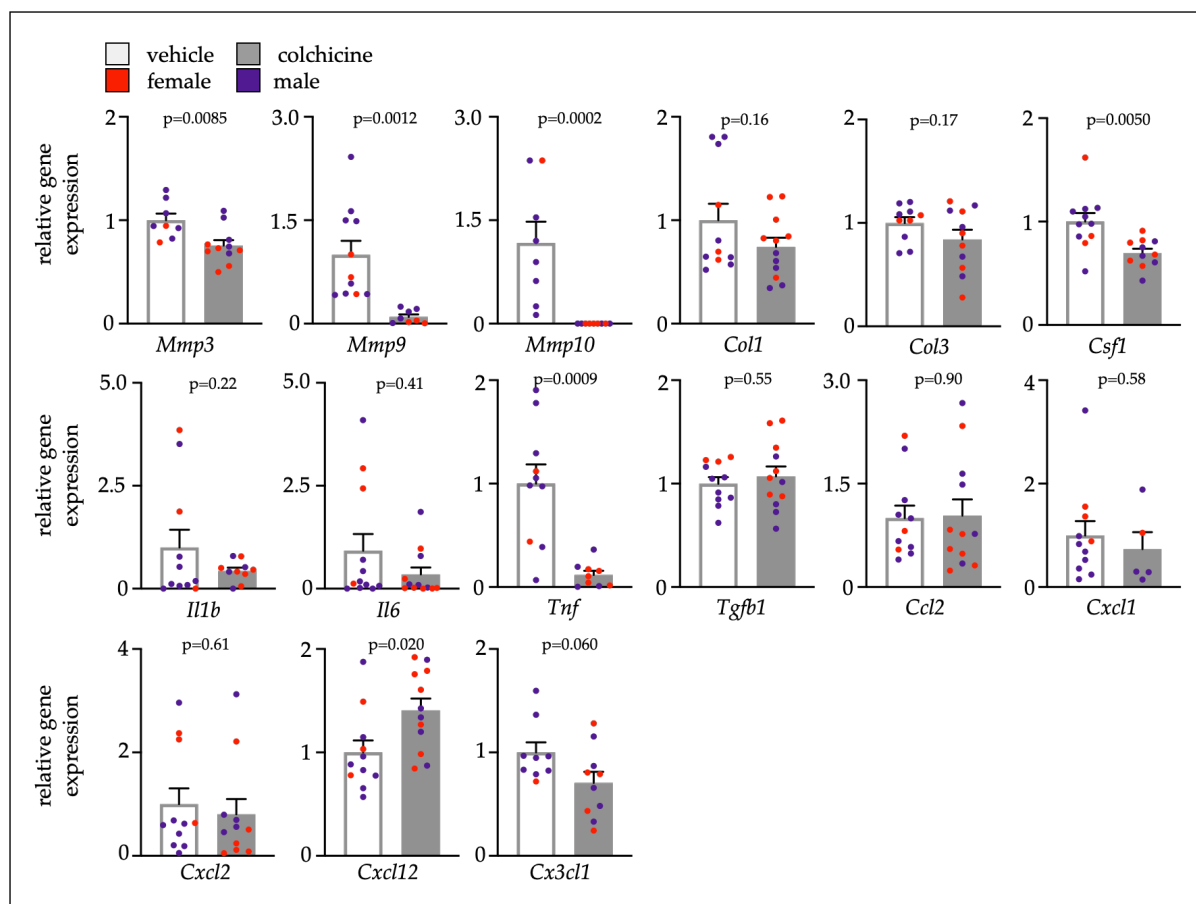 vehicle colchicine
female male
relative gene
expression
2
1
0
p=0.0085
Mmp3
3.0
1.5
0
p=0.0012
Mmp9
3.0
1.5
0
p=0.0002
Mmp10
2
1
0
p=0.16
Col1
2
1
0
p=0.17
Col3
2
1
0
p=0.0050
Csf1
relative gene
expression
5.0
2.5
0
p=0.22
Il1b
5.0
2.5
0
p=0.41
Il6
2
1
0
p=0.0009
Tnf
2
1
0
p=0.55
Tgfb1
3.0
1.5
0
p=0.90
Ccl2
2
1
0
p=0.58
Cxcl1
relative gene
expression
4
2
0
p=0.61
Cxcl2
2
1
0
p=0.020
Cxcl12
2
1
0
p=0.060
Cx3cl1